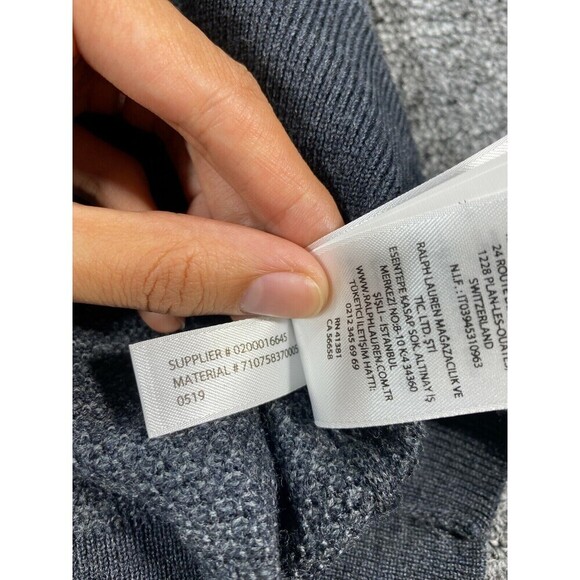 SUPPLIER # 0200016645
MATERIAL # 710758370005
0519
24 ROUTE
1228 PLAN-LES-OUATES
SWITZERLAND
N.I.F.: IT03945310963
RALPH LAUREN MAĞAZACILIK VE
TİC. LTD. ŞTİ
ESENTEPE KASAP SOK. ALTINAY İŞ
MERKEZİ NO:8-10 K:4 34360
ŞİŞLİ – İSTANBUL
WWW.RALPHLAUREN.COM.TR
TÜKETİCİ İLETİŞİM HATTI:
0212 345 69 69
RN 41381
CA 56658